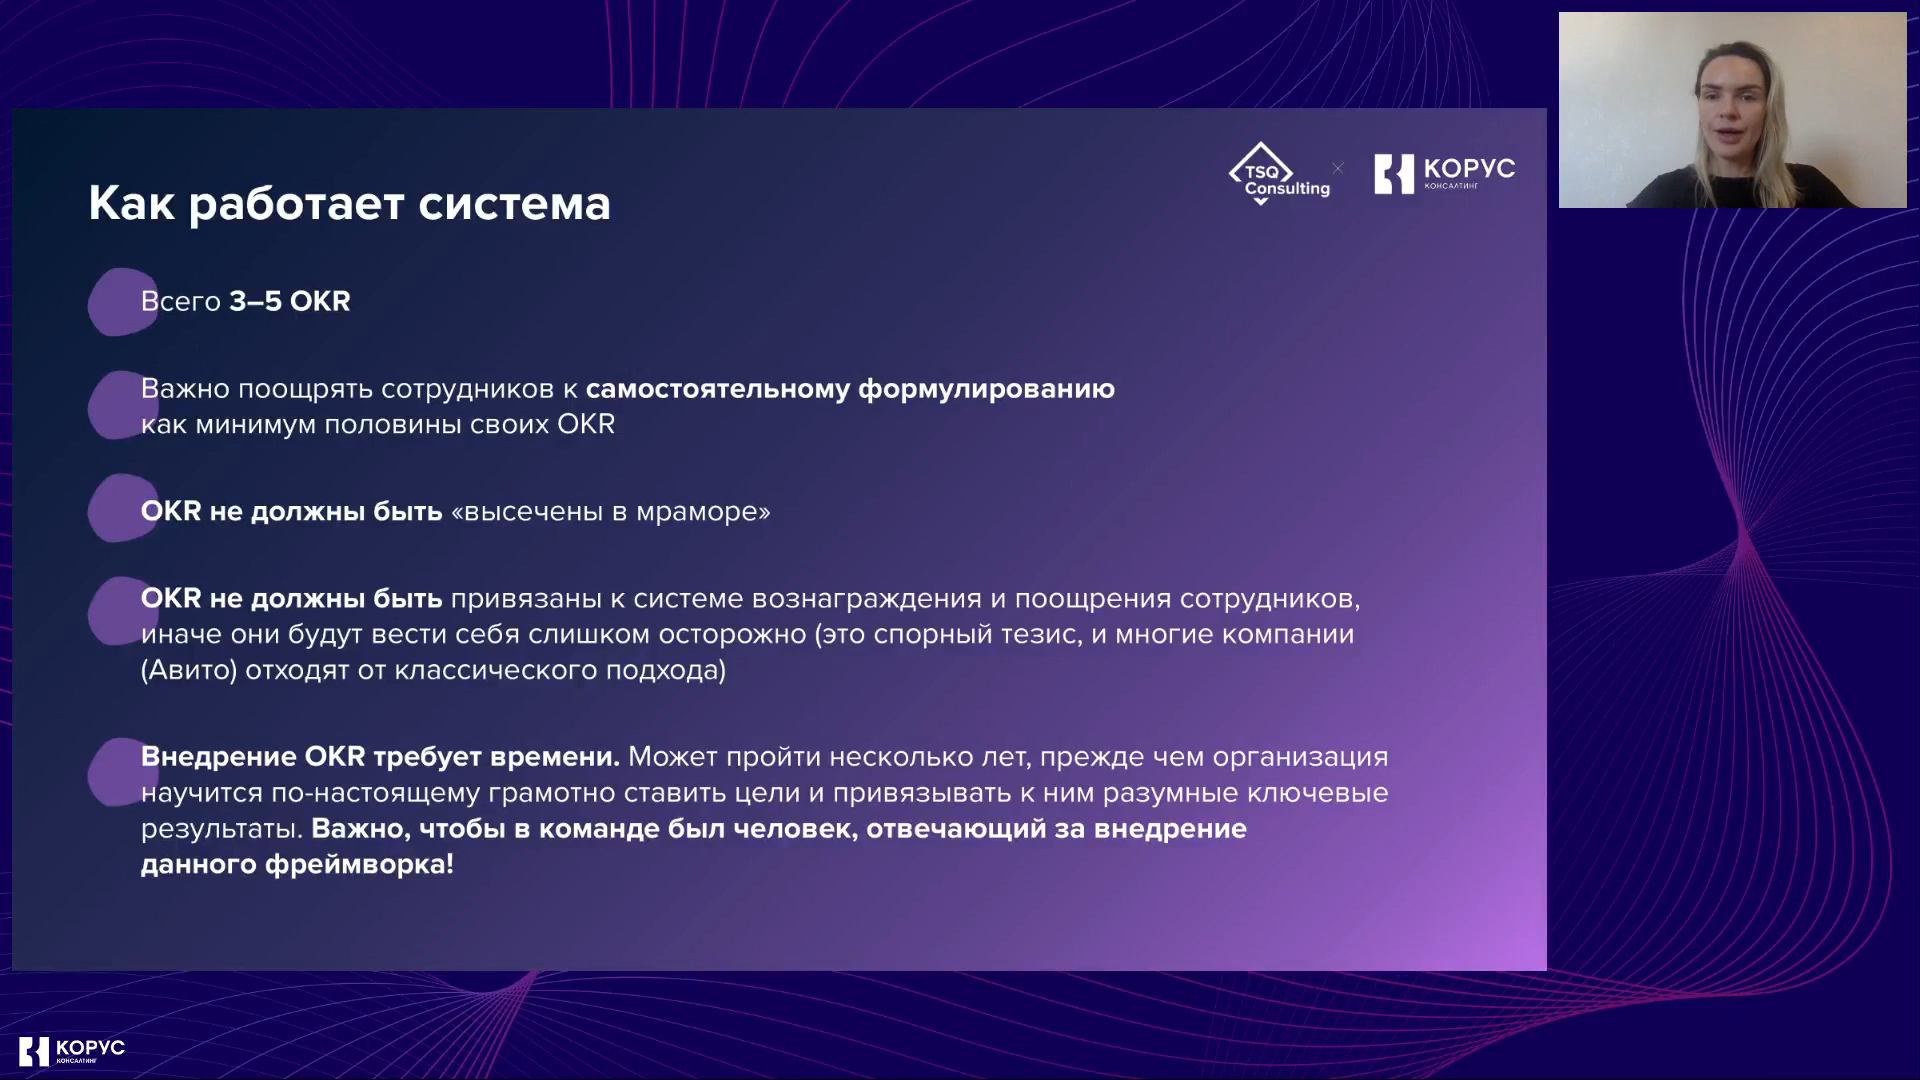 TSQ
Consulting
КОРУС
КОНСАЛТИНГ
Как работает система
Всего 3–5 OKR
Важно поощрять сотрудников к самостоятельному формулированию
как минимум половины своих OKR
OKR не должны быть «высечены в мраморе»
OKR не должны быть привязаны к системе вознаграждения и поощрения сотрудников,
иначе они будут вести себя слишком осторожно (это спорный тезис, и многие компании
(Авито) отходят от классического подхода)
Внедрение OKR требует времени. Может пройти несколько лет, прежде чем организация
научится по-настоящему грамотно ставить цели и привязывать к ним разумные ключевые
результаты. Важно, чтобы в команде был человек, отвечающий за внедрение
данного фреймворка!
КОРУС
КОНСАЛТИНГ